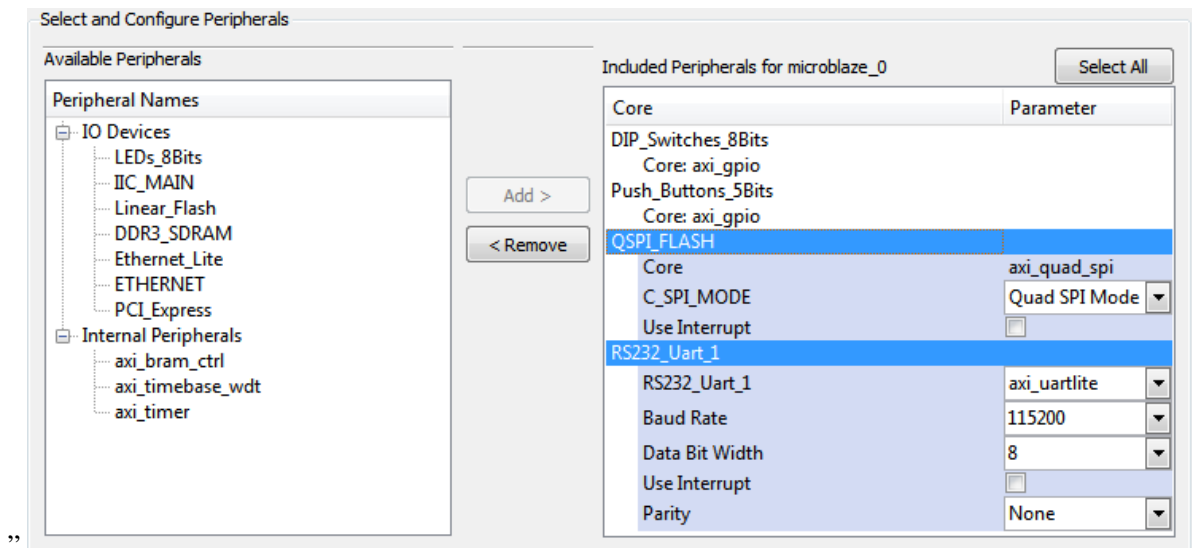 Select and Configure Peripherals
Available Peripherals
Peripheral Names
IO Devices
LEDs_8Bits
IIC_MAIN
Linear_Flash
DDR3_SDRAM
Ethernet_Lite
ETHERNET
PCI_Express
Internal Peripherals
axi_bram_ctrl
axi_timebase_wdt
axi_timer
Add >
< Remove
Included Peripherals for microblaze_0
Select All
Core Parameter
DIP_Switches_8Bits
Core: axi_gpio
Push_Buttons_5Bits
Core: axi_gpio
QSPI_FLASH
Core axi_quad_spi
C_SPI_MODE Quad SPI Mode
Use Interrupt
RS232_Uart_1
RS232_Uart_1 axi_uartlite
Baud Rate 115200
Data Bit Width 8
Use Interrupt
Parity None
”